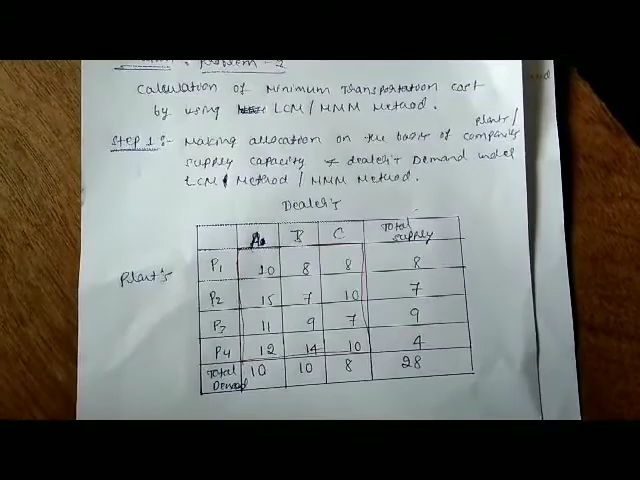 Problem - 2
Calculation of Minimum Transportation cost
by using LCM / MMM Method.
Step 1:- Making allocation on the basis of company plants/
supply capacity & dealer's Demand under
LCM Method / MMM Method.
Dealer's
A B C Total supply
Plant's
P1 10 8 8 8
P2 15 7 10 7
P3 11 9 7 9
P4 12 14 10 4
Total Demand 10 10 8 28